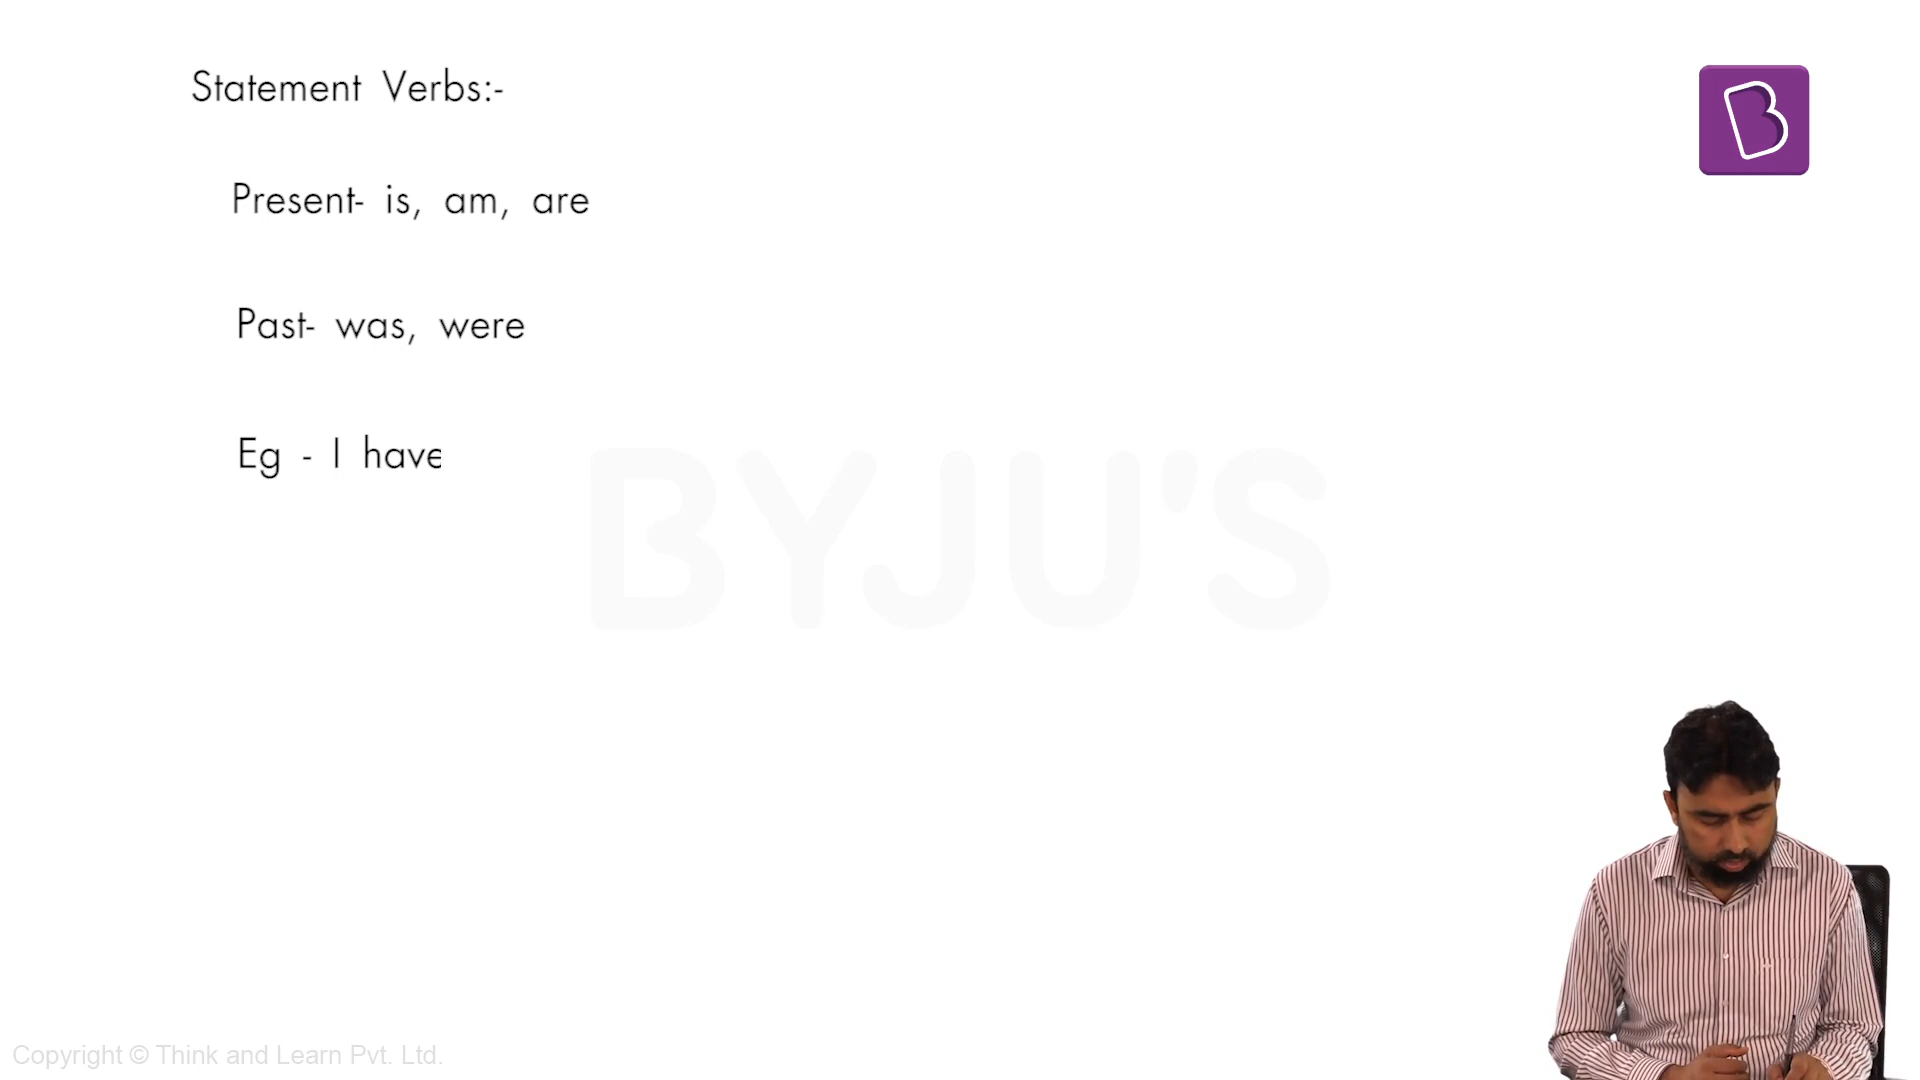 Statement Verbs:-
Present- is, am, are
Past- was, were
Eg - I have
BYJU'S
Copyright © Think and Learn Pvt. Ltd.